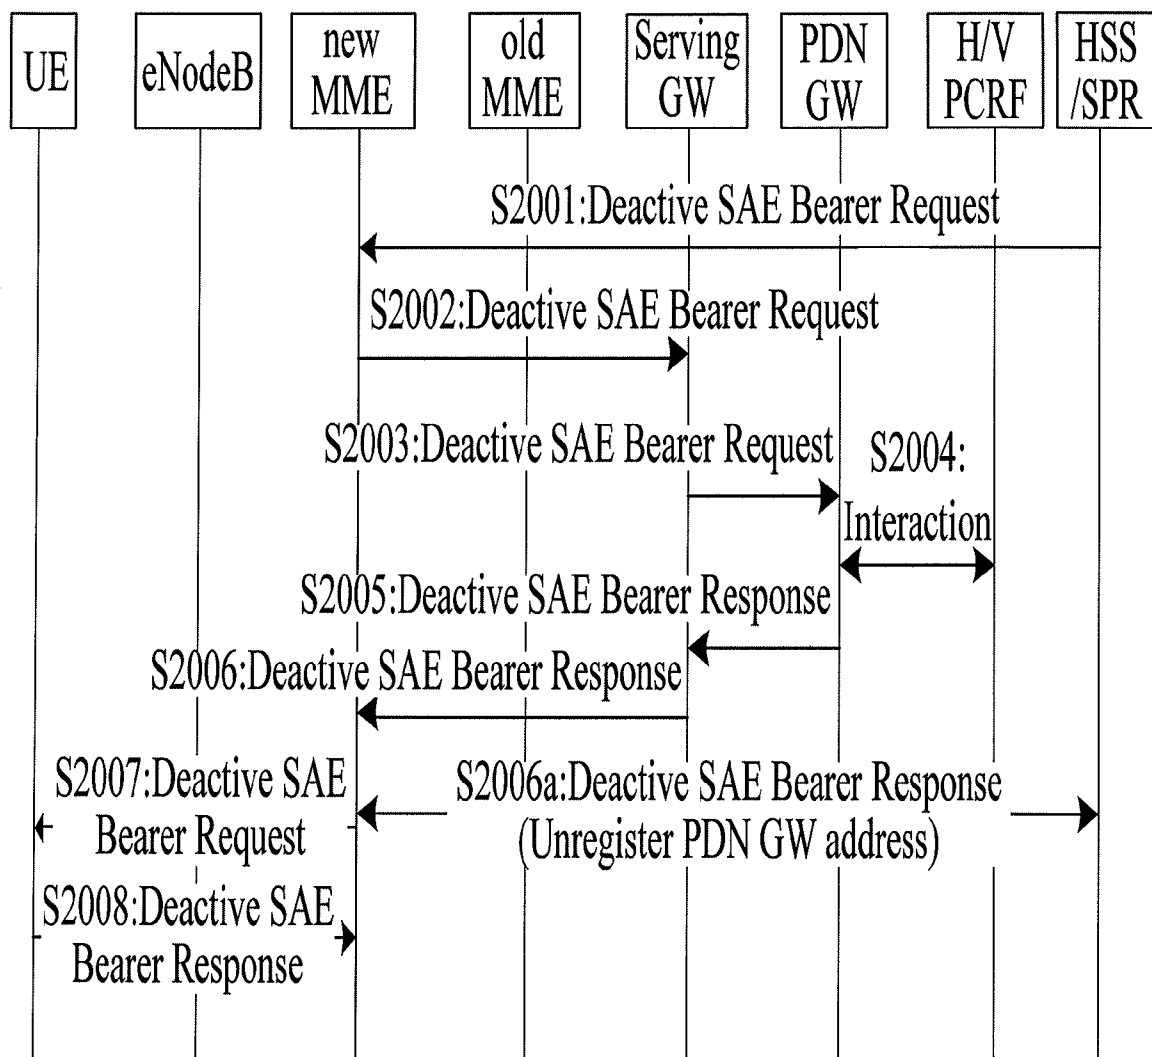 UE
eNodeB
new
MME
old
MME
Serving
GW
PDN
GW
H/V
PCRF
HSS
/SPR
S2001:Deactive SAE Bearer Request
S2002:Deactive SAE Bearer Request
S2003:Deactive SAE Bearer Request
S2004:
Interaction
S2005:Deactive SAE Bearer Response
S2006:Deactive SAE Bearer Response
S2007:Deactive SAE
Bearer Request
S2006a:Deactive SAE Bearer Response
(Unregister PDN GW address)
S2008:Deactive SAE
Bearer Response